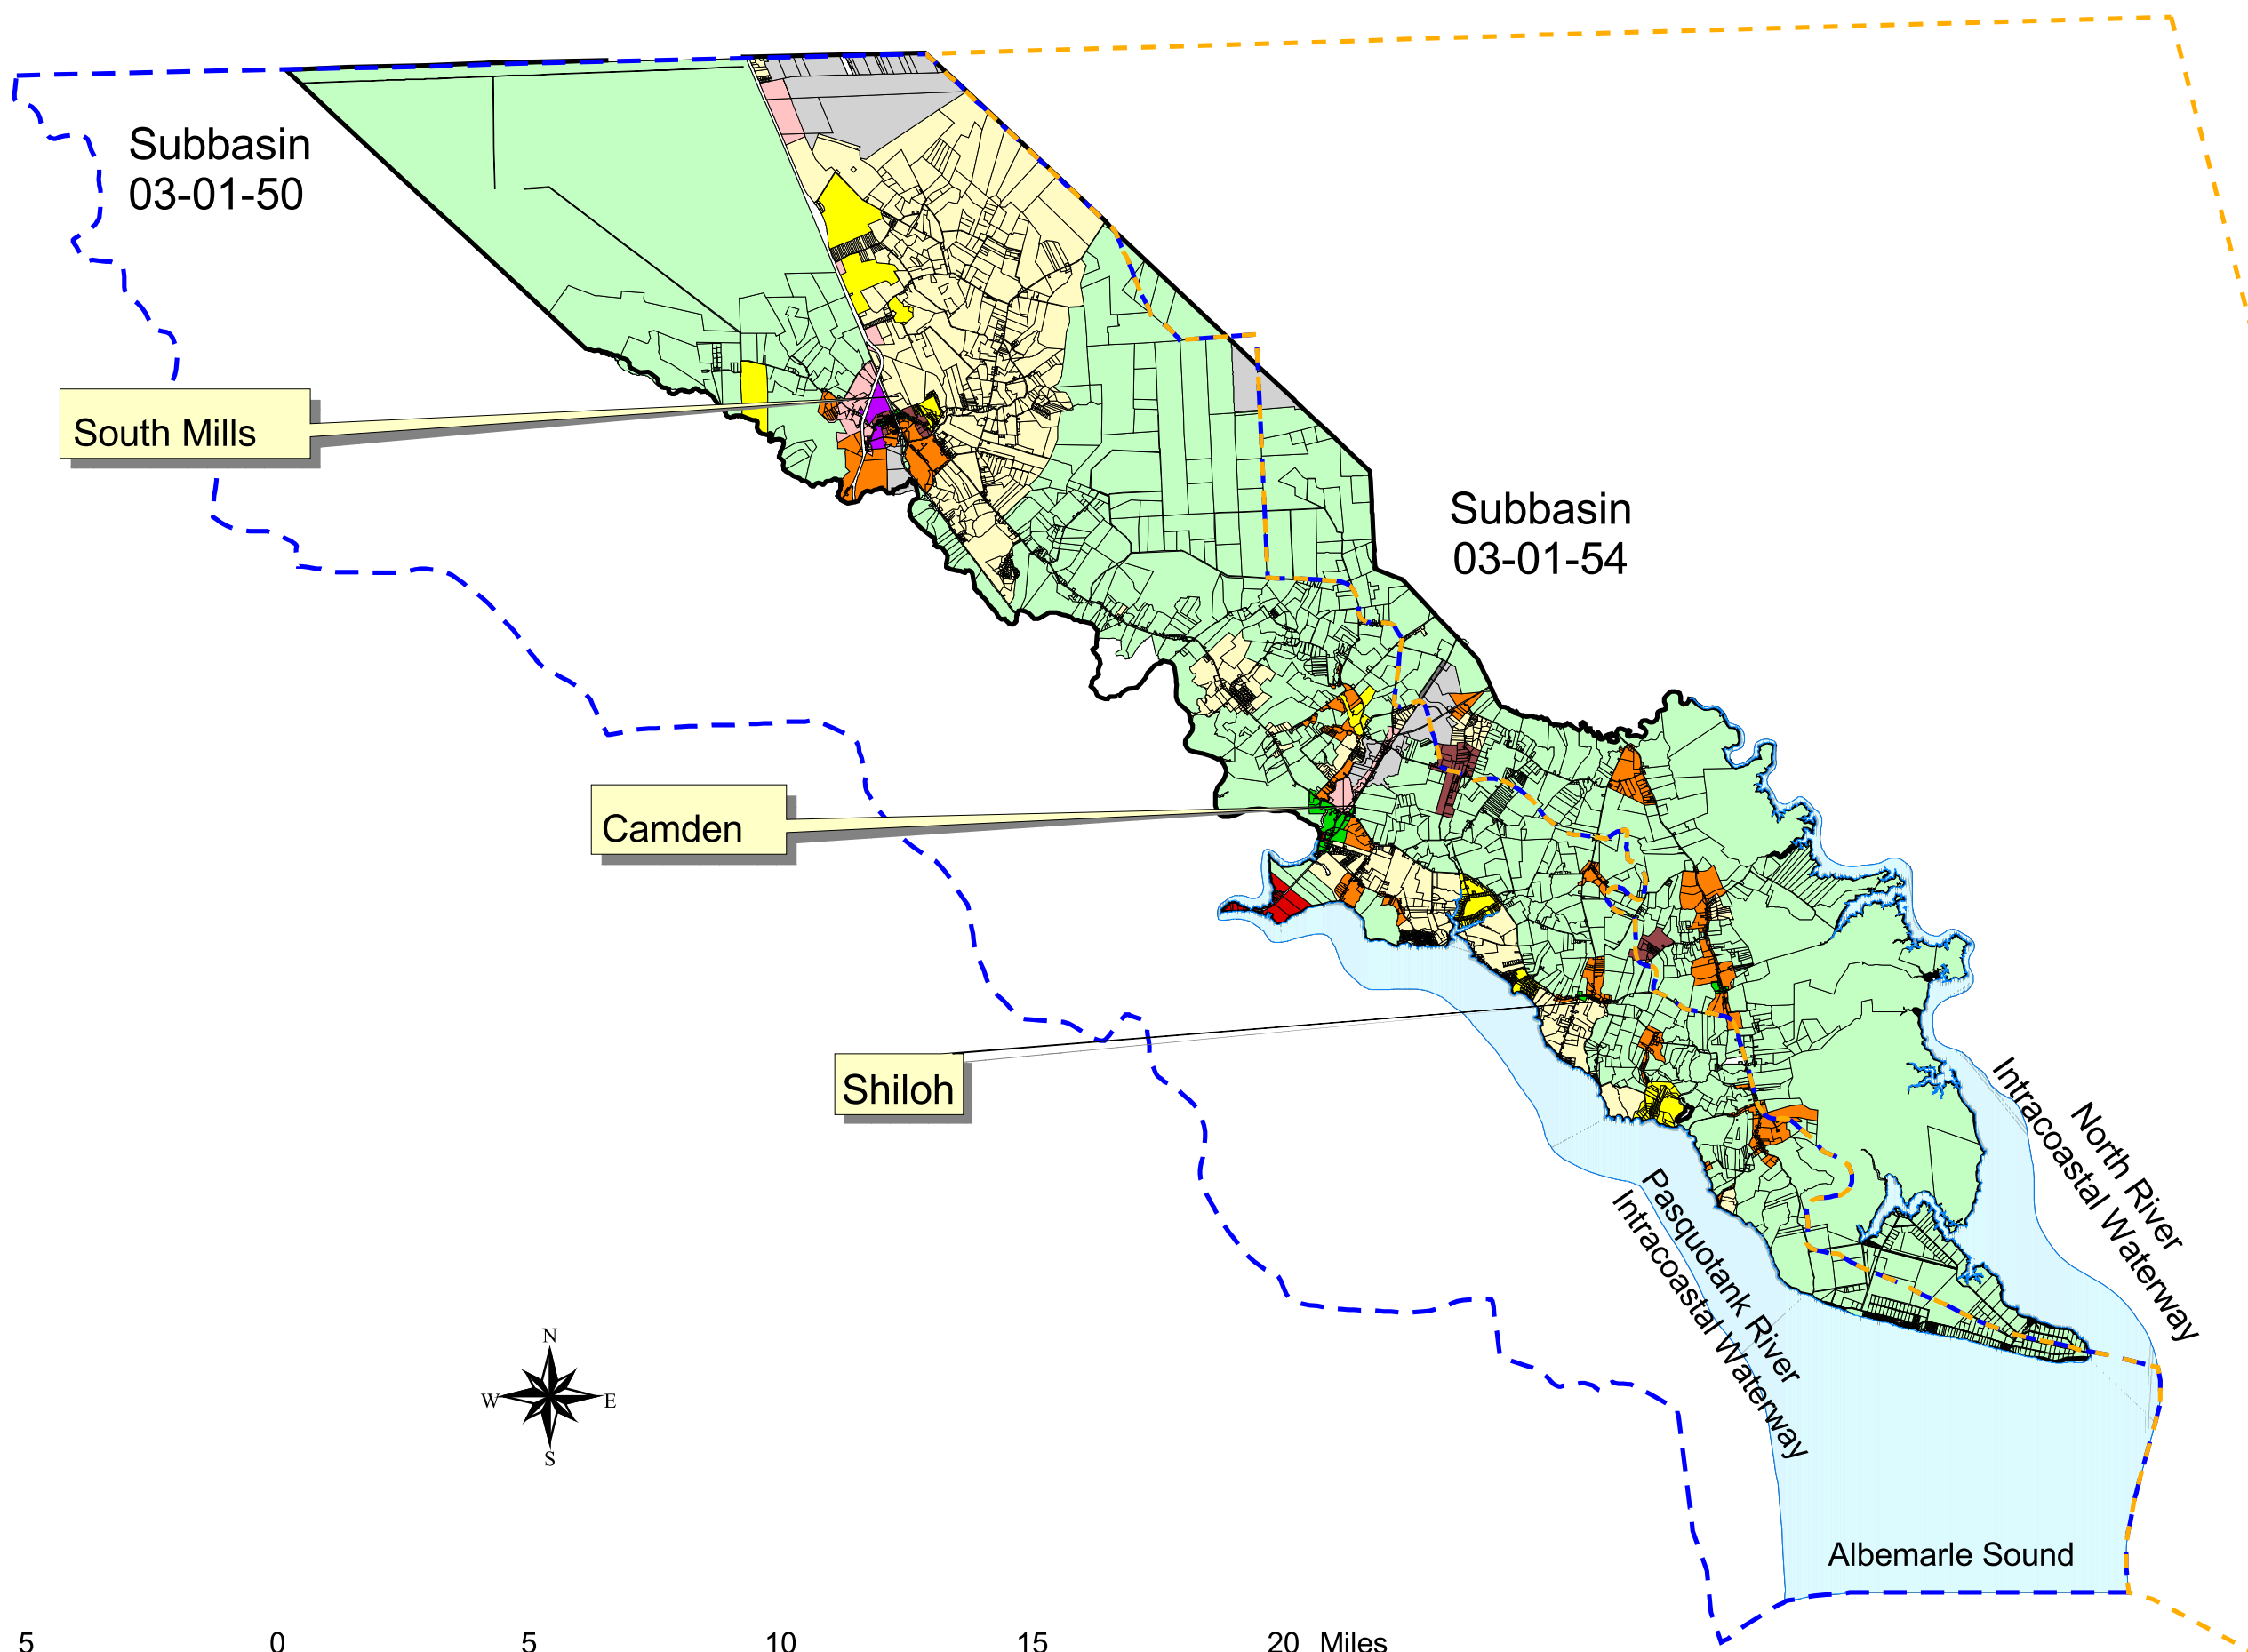 Subbasin
03-01-50
South Mills
Subbasin
03-01-54
Camden
Shiloh
North River
Intracoastal Waterway
Pasquotank River
Intracoastal Waterway
N
W
E
S
Albemarle Sound
5 0 5 10 15 20 Miles